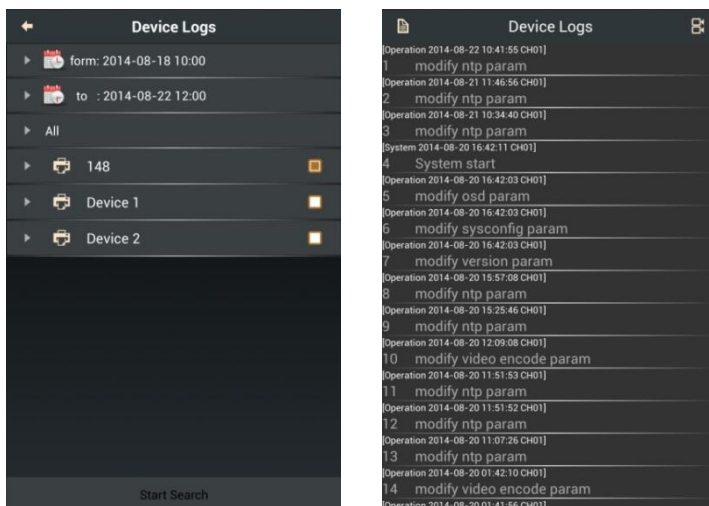 Device Logs
form: 2014-08-18 10:00
to : 2014-08-22 12:00
All
148
Device 1
Device 2
Start Search
Device Logs
[Operation 2014-08-22 10:41:55 CH01]
1 modify ntp param
[Operation 2014-08-21 11:46:56 CH01]
2 modify ntp param
[Operation 2014-08-21 10:34:40 CH01]
3 modify ntp param
[System 2014-08-20 16:42:11 CH01]
4 System start
[Operation 2014-08-20 16:42:03 CH01]
5 modify osd param
[Operation 2014-08-20 16:42:03 CH01]
6 modify sysconfig param
[Operation 2014-08-20 16:42:03 CH01]
7 modify version param
[Operation 2014-08-20 15:57:08 CH01]
8 modify ntp param
[Operation 2014-08-20 15:25:46 CH01]
9 modify ntp param
[Operation 2014-08-20 12:09:08 CH01]
10 modify video encode param
[Operation 2014-08-20 11:51:53 CH01]
11 modify ntp param
[Operation 2014-08-20 11:51:52 CH01]
12 modify ntp param
[Operation 2014-08-20 11:07:26 CH01]
13 modify ntp param
[Operation 2014-08-20 01:42:10 CH01]
14 modify video encode param
[Operation 2014-08-20 01:41:56 CH01]